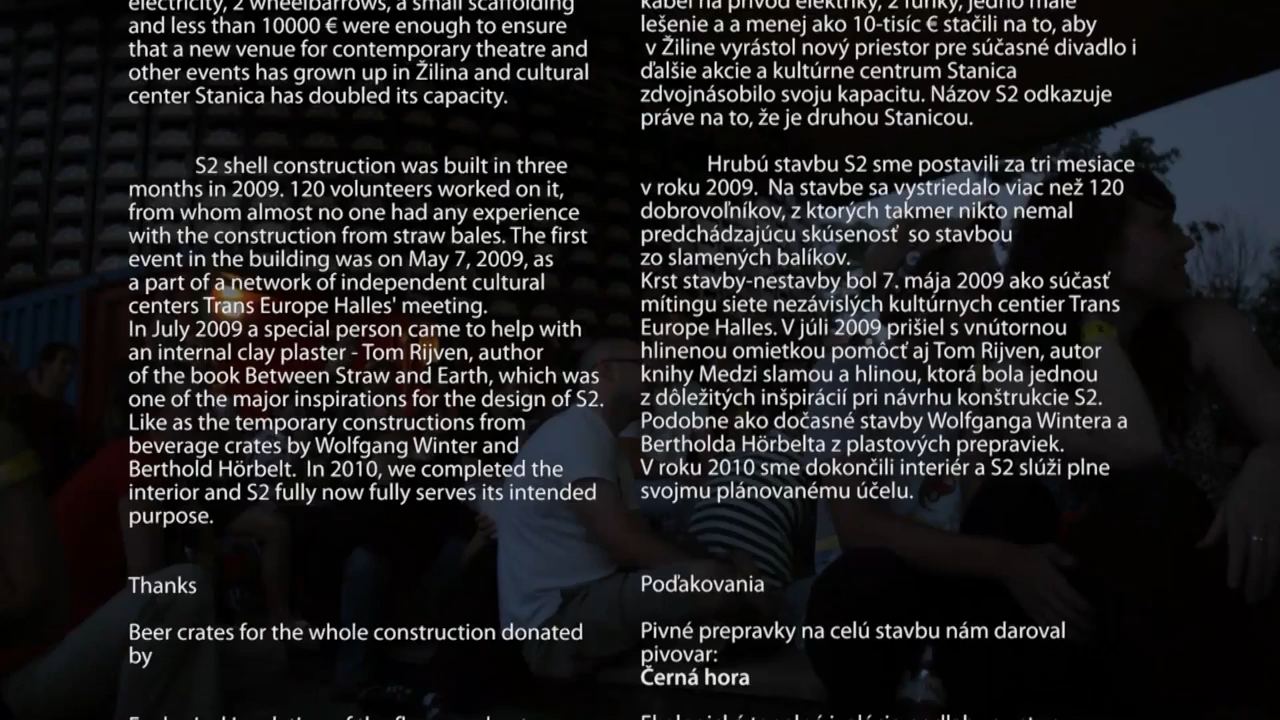 electricity, 2 wheelbarrows, a small scaffolding
and less than 10000 € were enough to ensure
that a new venue for contemporary theatre and
other events has grown up in Žilina and cultural
center Stanica has doubled its capacity.
S2 shell construction was built in three
months in 2009. 120 volunteers worked on it,
from whom almost no one had any experience
with the construction from straw bales. The first
event in the building was on May 7, 2009, as
a part of a network of independent cultural
centers Trans Europe Halles' meeting.
In July 2009 a special person came to help with
an internal clay plaster - Tom Rijven, author
of the book Between Straw and Earth, which was
one of the major inspirations for the design of S2.
Like as the temporary constructions from
beverage crates by Wolfgang Winter and
Berthold Hörbelt. In 2010, we completed the
interior and S2 fully now fully serves its intended
purpose.
Thanks
Beer crates for the whole construction donated
by
kábel na prívod elektriky, 2 fúriky, jedno malé
lešenie a a menej ako 10-tisíc € stačili na to, aby
v Žiline vyrástol nový priestor pre súčasné divadlo i
ďalšie akcie a kultúrne centrum Stanica
zdvojnásobilo svoju kapacitu. Názov S2 odkazuje
práve na to, že je druhou Stanicou.
Hrubú stavbu S2 sme postavili za tri mesiace
v roku 2009. Na stavbe sa vystriedalo viac než 120
dobrovoľníkov, z ktorých takmer nikto nemal
predchádzajúcu skúsenosť so stavbou
zo slamených balíkov.
Krst stavby-nestavby bol 7. mája 2009 ako súčasť
mítingu siete nezávislých kultúrnych centier Trans
Europe Halles. V júli 2009 prišiel s vnútornou
hlinenou omietkou pomôcť aj Tom Rijven, autor
knihy Medzi slamou a hlinou, ktorá bola jednou
z dôležitých inšpirácií pri návrhu konštrukcie S2.
Podobne ako dočasné stavby Wolfganga Wintera a
Bertholda Hörbelta z plastových prepraviek.
V roku 2010 sme dokončili interiér a S2 slúži plne
svojmu plánovanému účelu.
Poďakovania
Pivné prepravky na celú stavbu nám daroval
pivovar:
Černá hora